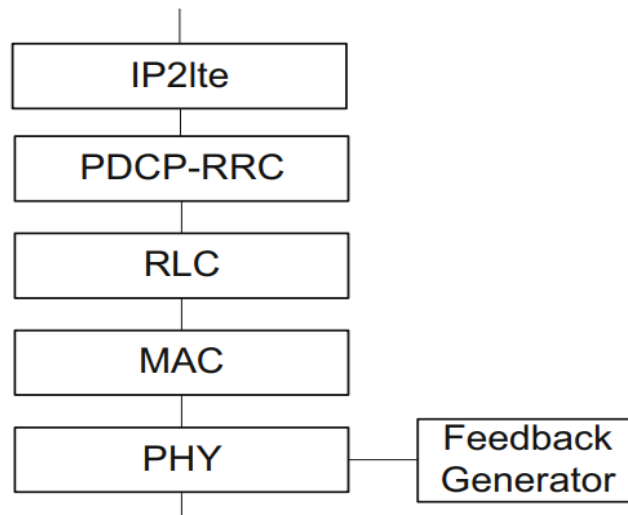 IP2lte
PDCP-RRC
RLC
MAC
PHY
Feedback
Generator